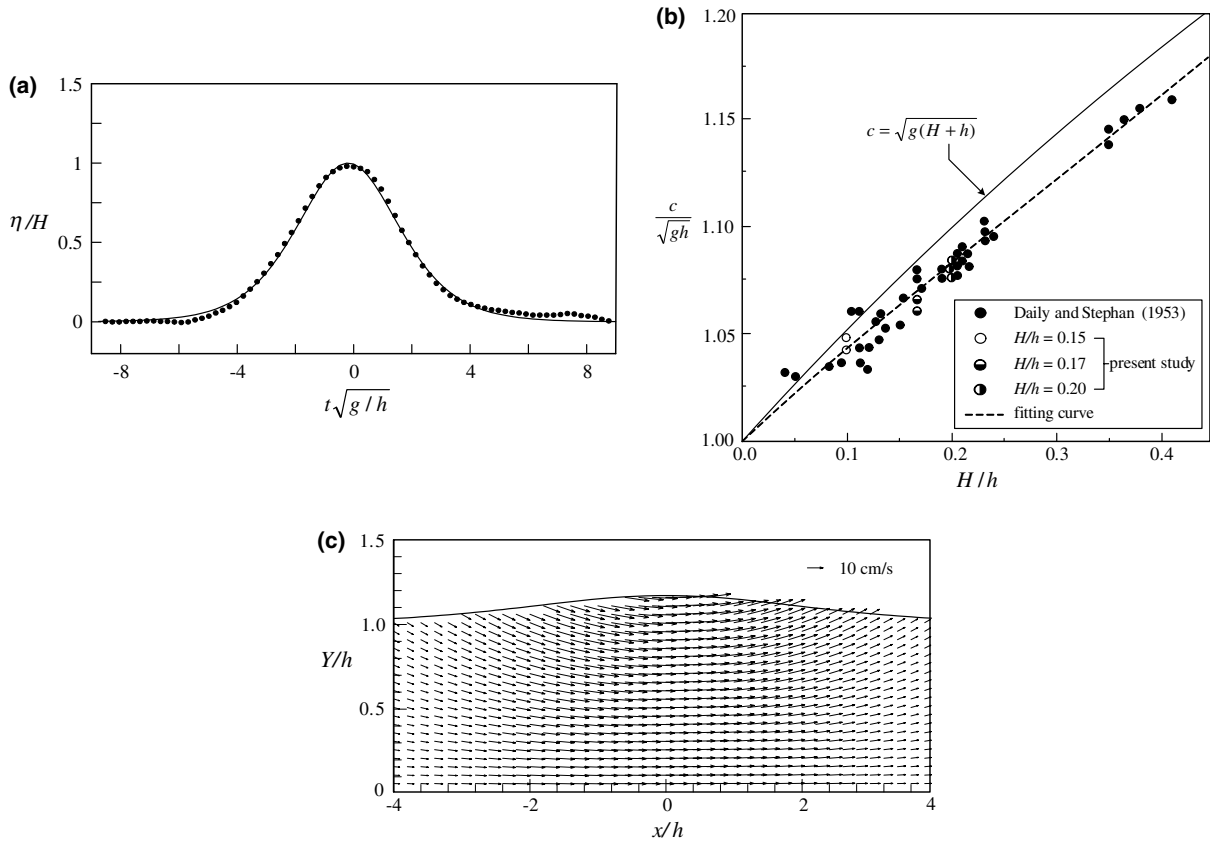 (a)
1.5
1
0.5
0
η/H
-8 -4 0 4 8
t√g/h
(b)
1.20
1.15
1.10
1.05
1.00
c/√gh
c = √g(H + h)
Daily and Stephan (1953)
H/h = 0.15
H/h = 0.17
H/h = 0.20
present study
fitting curve
0.0 0.1 0.2 0.3 0.4
H/h
(c)
1.5
1.0
0.5
0
Y/h
10 cm/s
-4 -2 0 2 4
x/h